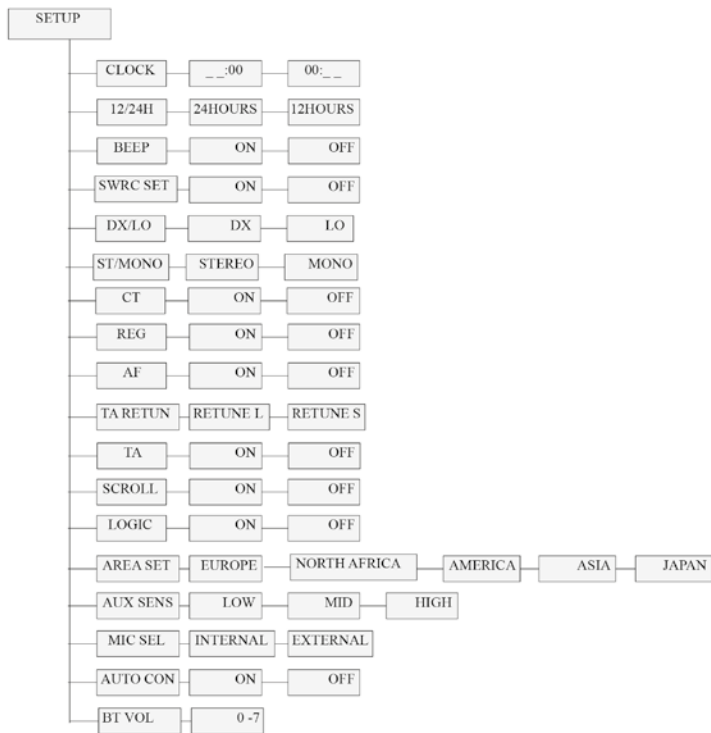 SETUP
CLOCK _ _:00 00:_ _
12/24H 24HOURS 12HOURS
BEEP ON OFF
SWRC SET ON OFF
DX/LO DX LO
ST/MONO STEREO MONO
CT ON OFF
REG ON OFF
AF ON OFF
TA RETUN RETUNE L RETUNE S
TA ON OFF
SCROLL ON OFF
LOGIC ON OFF
AREA SET EUROPE NORTH AFRICA AMERICA ASIA JAPAN
AUX SENS LOW MID HIGH
MIC SEL INTERNAL EXTERNAL
AUTO CON ON OFF
BT VOL 0 -7